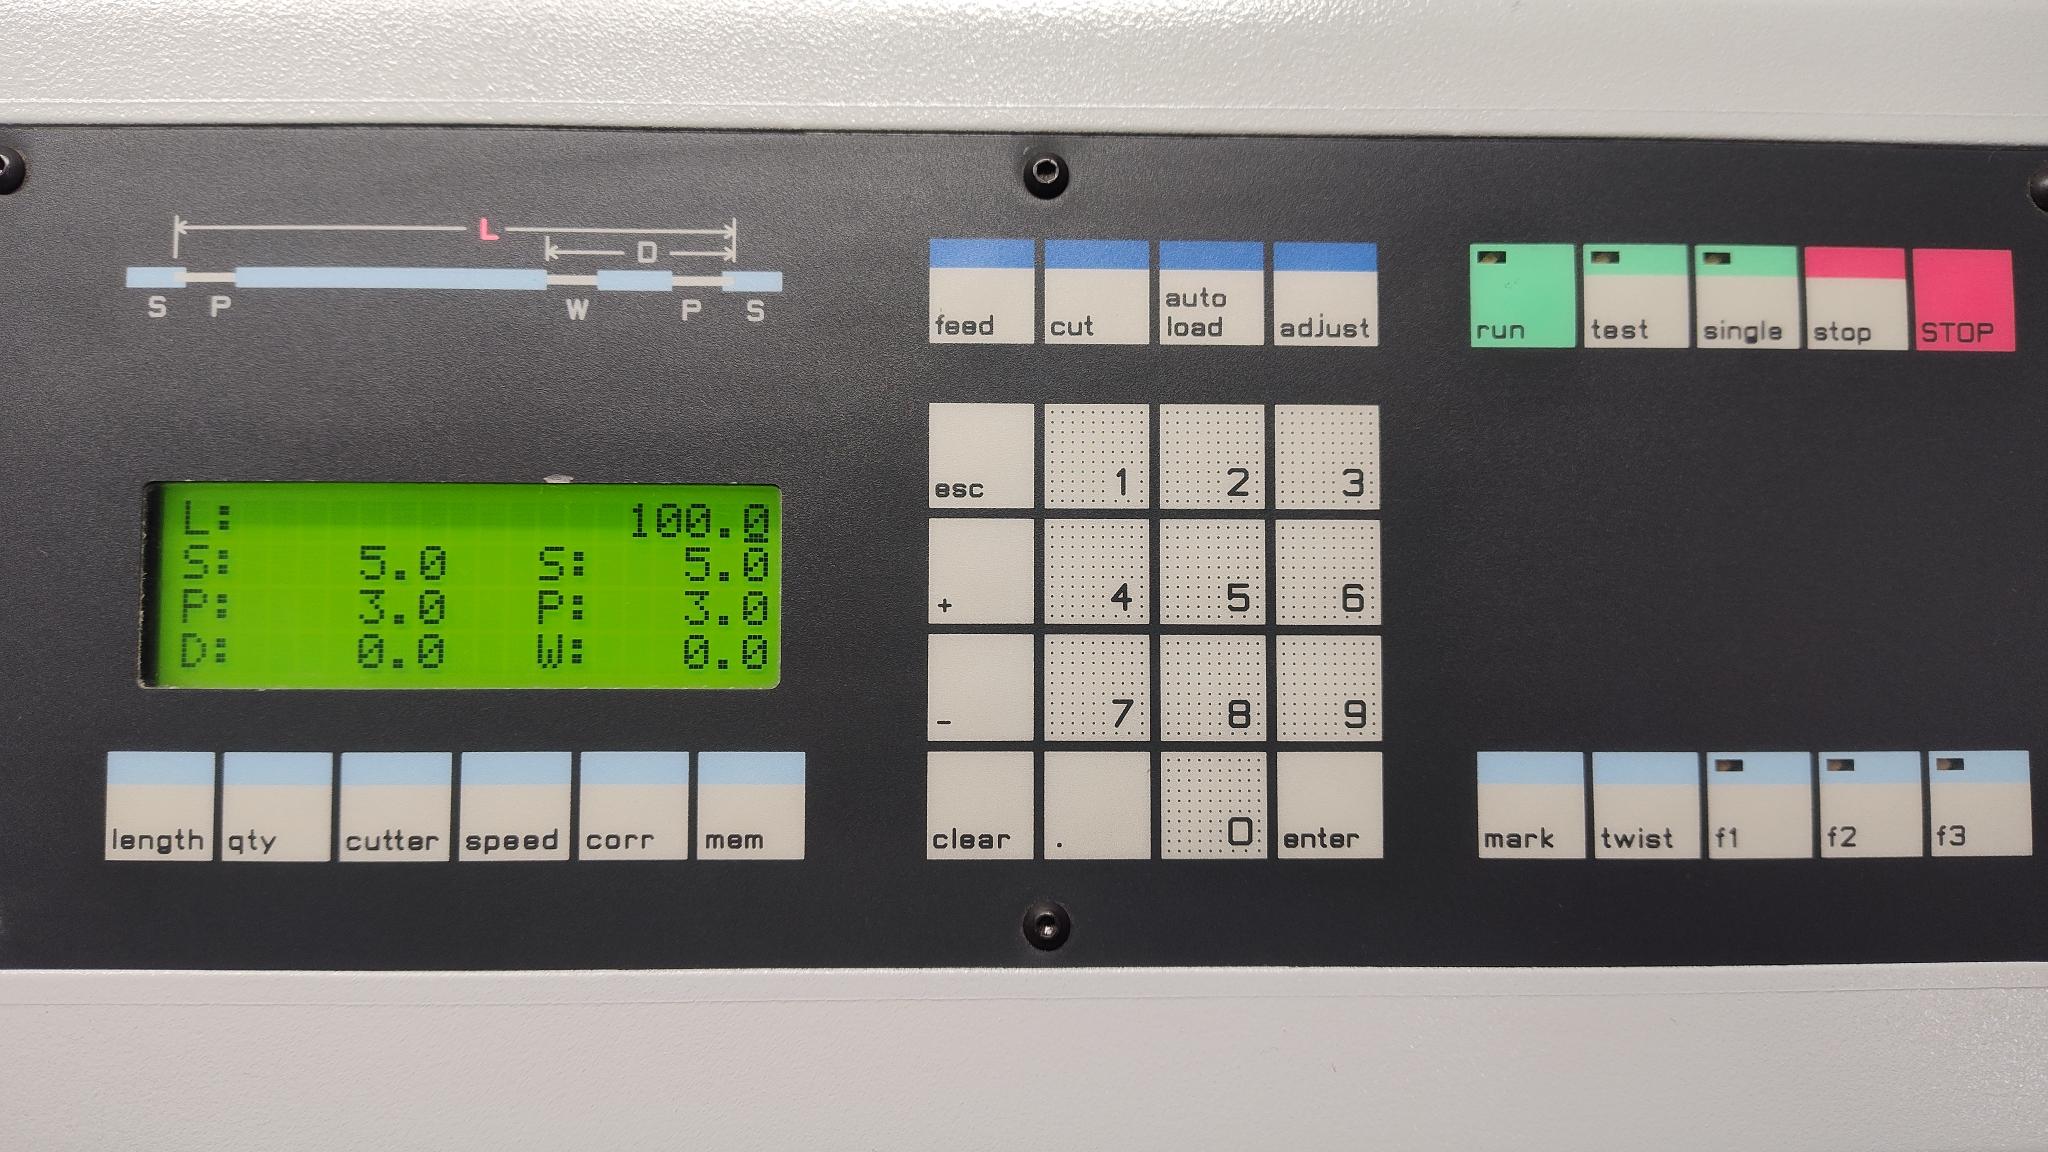 L
D
S P W P S
feed cut auto load adjust
run test single stop STOP
L: 100.0
S: 5.0 S: 5.0
P: 3.0 P: 3.0
D: 0.0 W: 0.0
esc 1 2 3
+ 4 5 6
- 7 8 9
clear . 0 enter
length qty cutter speed corr mem
mark twist f1 f2 f3